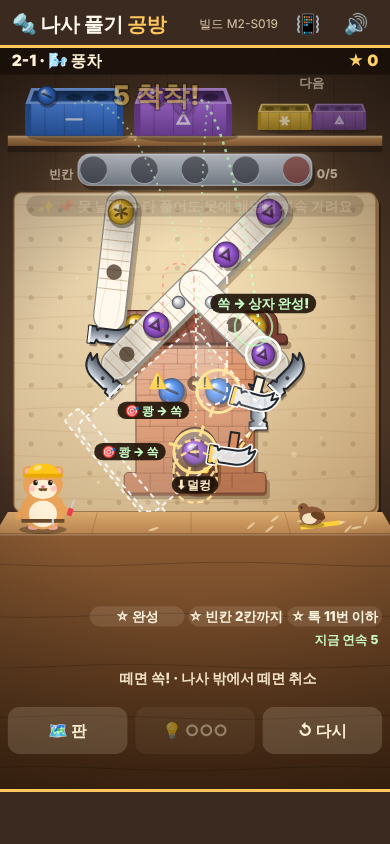 나사 풀기 공방
빌드 M2-S019
2-1 · 풍차
★ 0
5 착착!
다음
빈칸
0/5
쏙 → 상자 완성!
쾅 → 쏙
쾅 → 쏙
⬇덜컹
☆ 완성
☆ 빈칸 2칸까지
☆ 톡 11번 이하
지금 연속 5
떼면 쏙! · 나사 밖에서 떼면 취소
판
다시